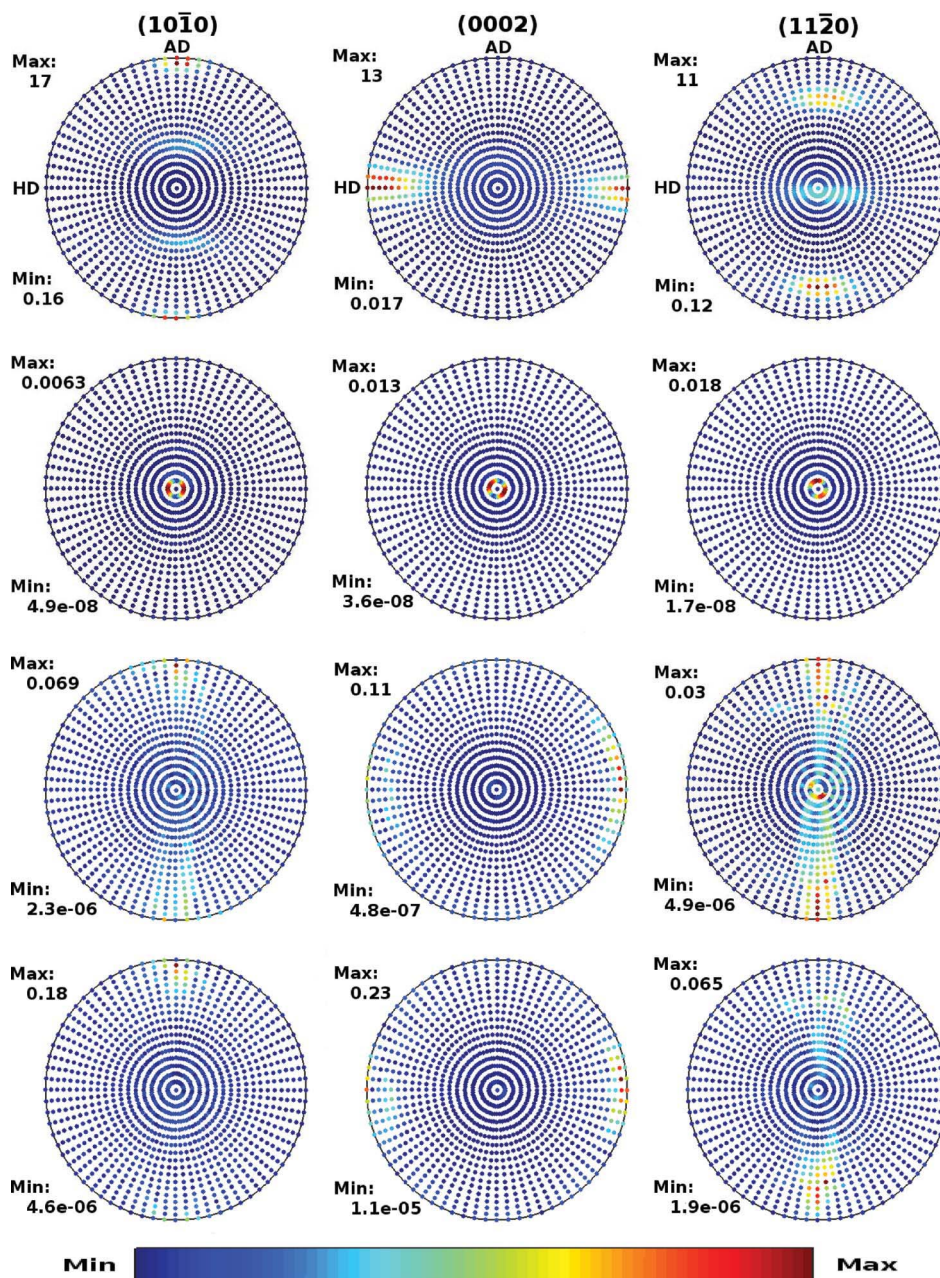 (101̅0) (0002) (112̅0)
AD AD AD
Max: Max: Max:
17 13 11
HD HD HD
Min: Min: Min:
0.16 0.017 0.12
Max: Max: Max:
0.0063 0.013 0.018
Min: Min: Min:
4.9e-08 3.6e-08 1.7e-08
Max: Max: Max:
0.069 0.11 0.03
Min: Min: Min:
2.3e-06 4.8e-07 4.9e-06
Max: Max: Max:
0.18 0.23 0.065
Min: Min: Min:
4.6e-06 1.1e-05 1.9e-06
Min Max